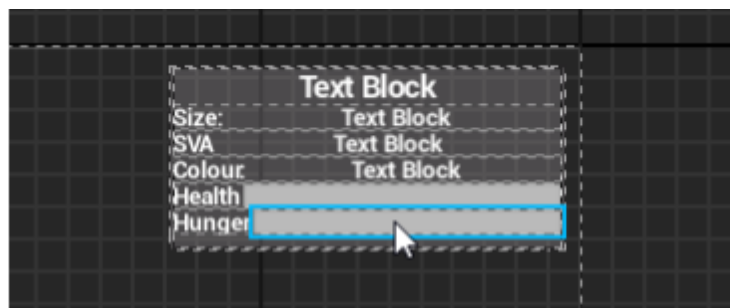 Text Block
Size: Text Block
SVA Text Block
Colour: Text Block
Health
Hunger